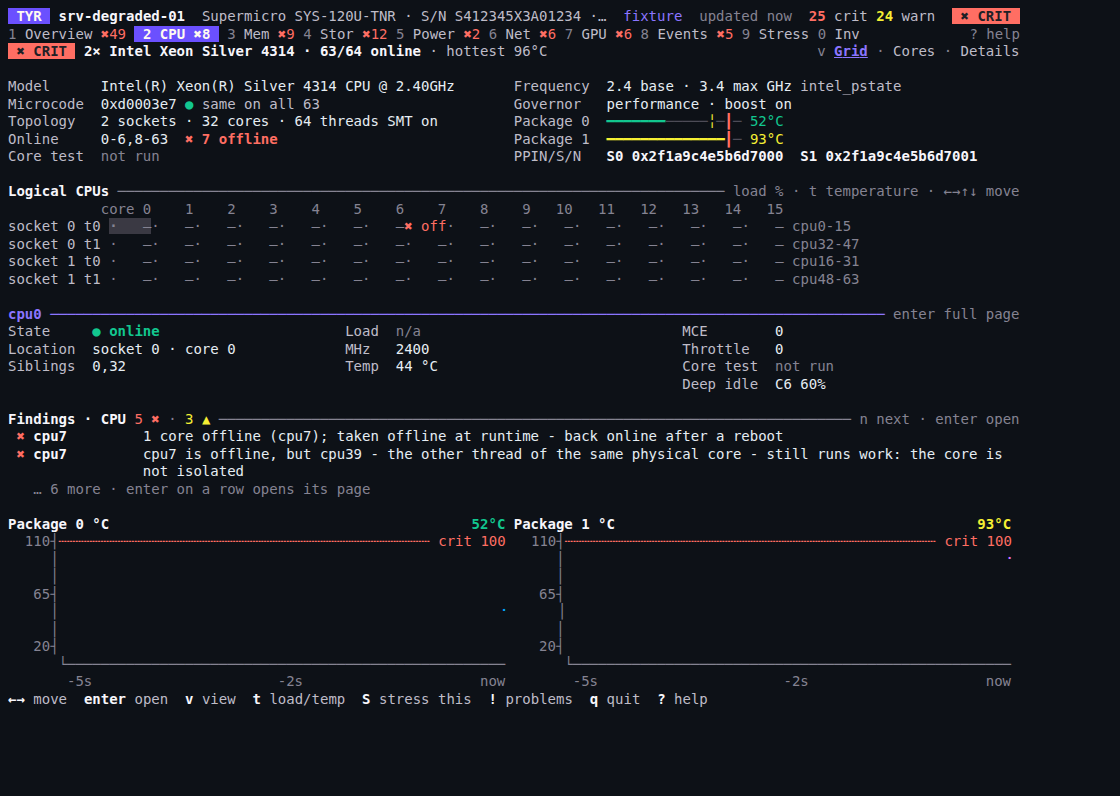 TYR srv-degraded-01 Supermicro SYS-120U-TNR · S/N S412345X3A01234 ·… fixture updated now 25 crit 24 warn ✖ CRIT
1 Overview ✖49 2 CPU ✖8 3 Mem ✖9 4 Stor ✖12 5 Power ✖2 6 Net ✖6 7 GPU ✖6 8 Events ✖5 9 Stress 0 Inv ? help
✖ CRIT 2× Intel Xeon Silver 4314 · 63/64 online · hottest 96°C v Grid · Cores · Details
Model Intel(R) Xeon(R) Silver 4314 CPU @ 2.40GHz Frequency 2.4 base · 3.4 max GHz intel_pstate
Microcode 0xd0003e7 ● same on all 63 Governor performance · boost on
Topology 2 sockets · 32 cores · 64 threads SMT on Package 0 52°C
Online 0-6,8-63 ✖ 7 offline Package 1 93°C
Core test not run PPIN/S/N S0 0x2f1a9c4e5b6d7000 S1 0x2f1a9c4e5b6d7001
Logical CPUs load % · t temperature · ←→↑↓ move
core 0 1 2 3 4 5 6 7 8 9 10 11 12 13 14 15
socket 0 t0 · –· –· –· –· –· –· –✖ off· –· –· –· –· –· –· –· – cpu0-15
socket 0 t1 · –· –· –· –· –· –· –· –· –· –· –· –· –· –· –· – cpu32-47
socket 1 t0 · –· –· –· –· –· –· –· –· –· –· –· –· –· –· –· – cpu16-31
socket 1 t1 · –· –· –· –· –· –· –· –· –· –· –· –· –· –· –· – cpu48-63
cpu0 enter full page
State ● online Load n/a MCE 0
Location socket 0 · core 0 MHz 2400 Throttle 0
Siblings 0,32 Temp 44 °C Core test not run
Deep idle C6 60%
Findings · CPU 5 ✖ · 3 ▲ n next · enter open
✖ cpu7 1 core offline (cpu7); taken offline at runtime - back online after a reboot
✖ cpu7 cpu7 is offline, but cpu39 - the other thread of the same physical core - still runs work: the core is
not isolated
… 6 more · enter on a row opens its page
Package 0 °C 52°C Package 1 °C 93°C
110 crit 100 110 crit 100
65 65
20 20
-5s -2s now -5s -2s now
←→ move enter open v view t load/temp S stress this ! problems q quit ? help